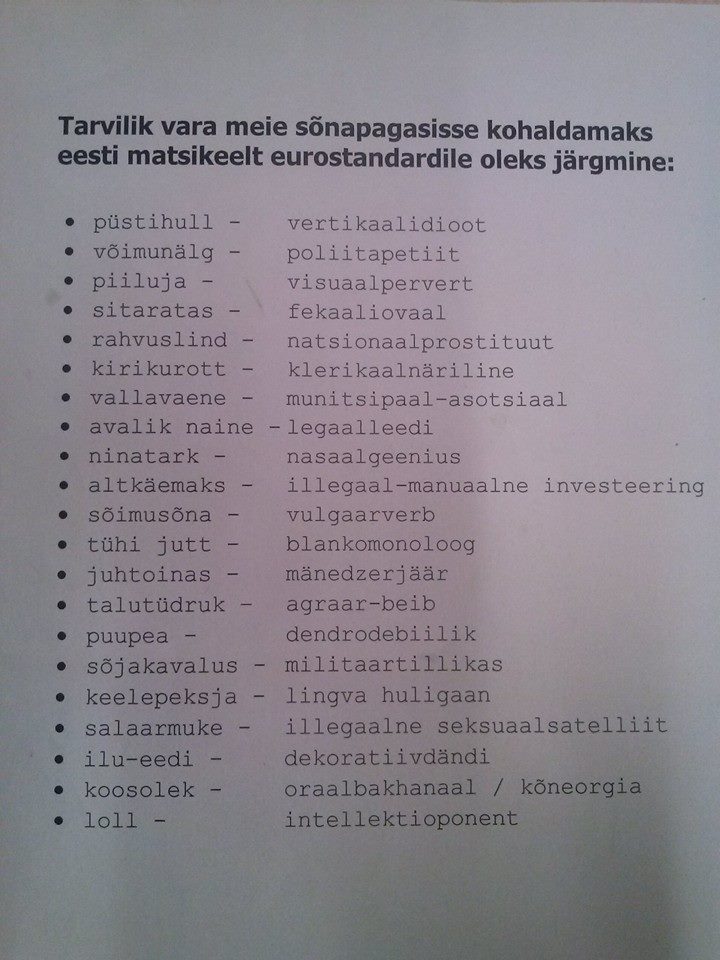 Tarvilik vara meie sõnapagasisse kohaldamaks
eesti matsikeelt eurostandardile oleks järgmine:
• püstihull – vertikaalidioot
• võimunälg – poliitapetiit
• piiluja – visuaalpervert
• sitaratas – fekaaliovaal
• rahvuslind – natsionaalprostituut
• kirikurott – klerikaalnäriline
• vallavaene – munitsipaal-asotsiaal
• avalik naine – legaalleedi
• ninatark – nasaalgeenius
• altkäemaks – illegaal-manuaalne investeering
• sõimusõna – vulgaarverb
• tühi jutt – blankomonoloog
• juhtoinas – mänedzerjäär
• talutüdruk – agraar-beib
• puupea – dendrodebiilik
• sõjakavalus – militaartillikas
• keelepeksja – lingva huligaan
• salaarmuke – illegaalne seksuaalsatelliit
• ilu-eedi – dekoratiivdändi
• koosolek – oraalbakhanaal / kõneorgia
• loll – intellektioponent